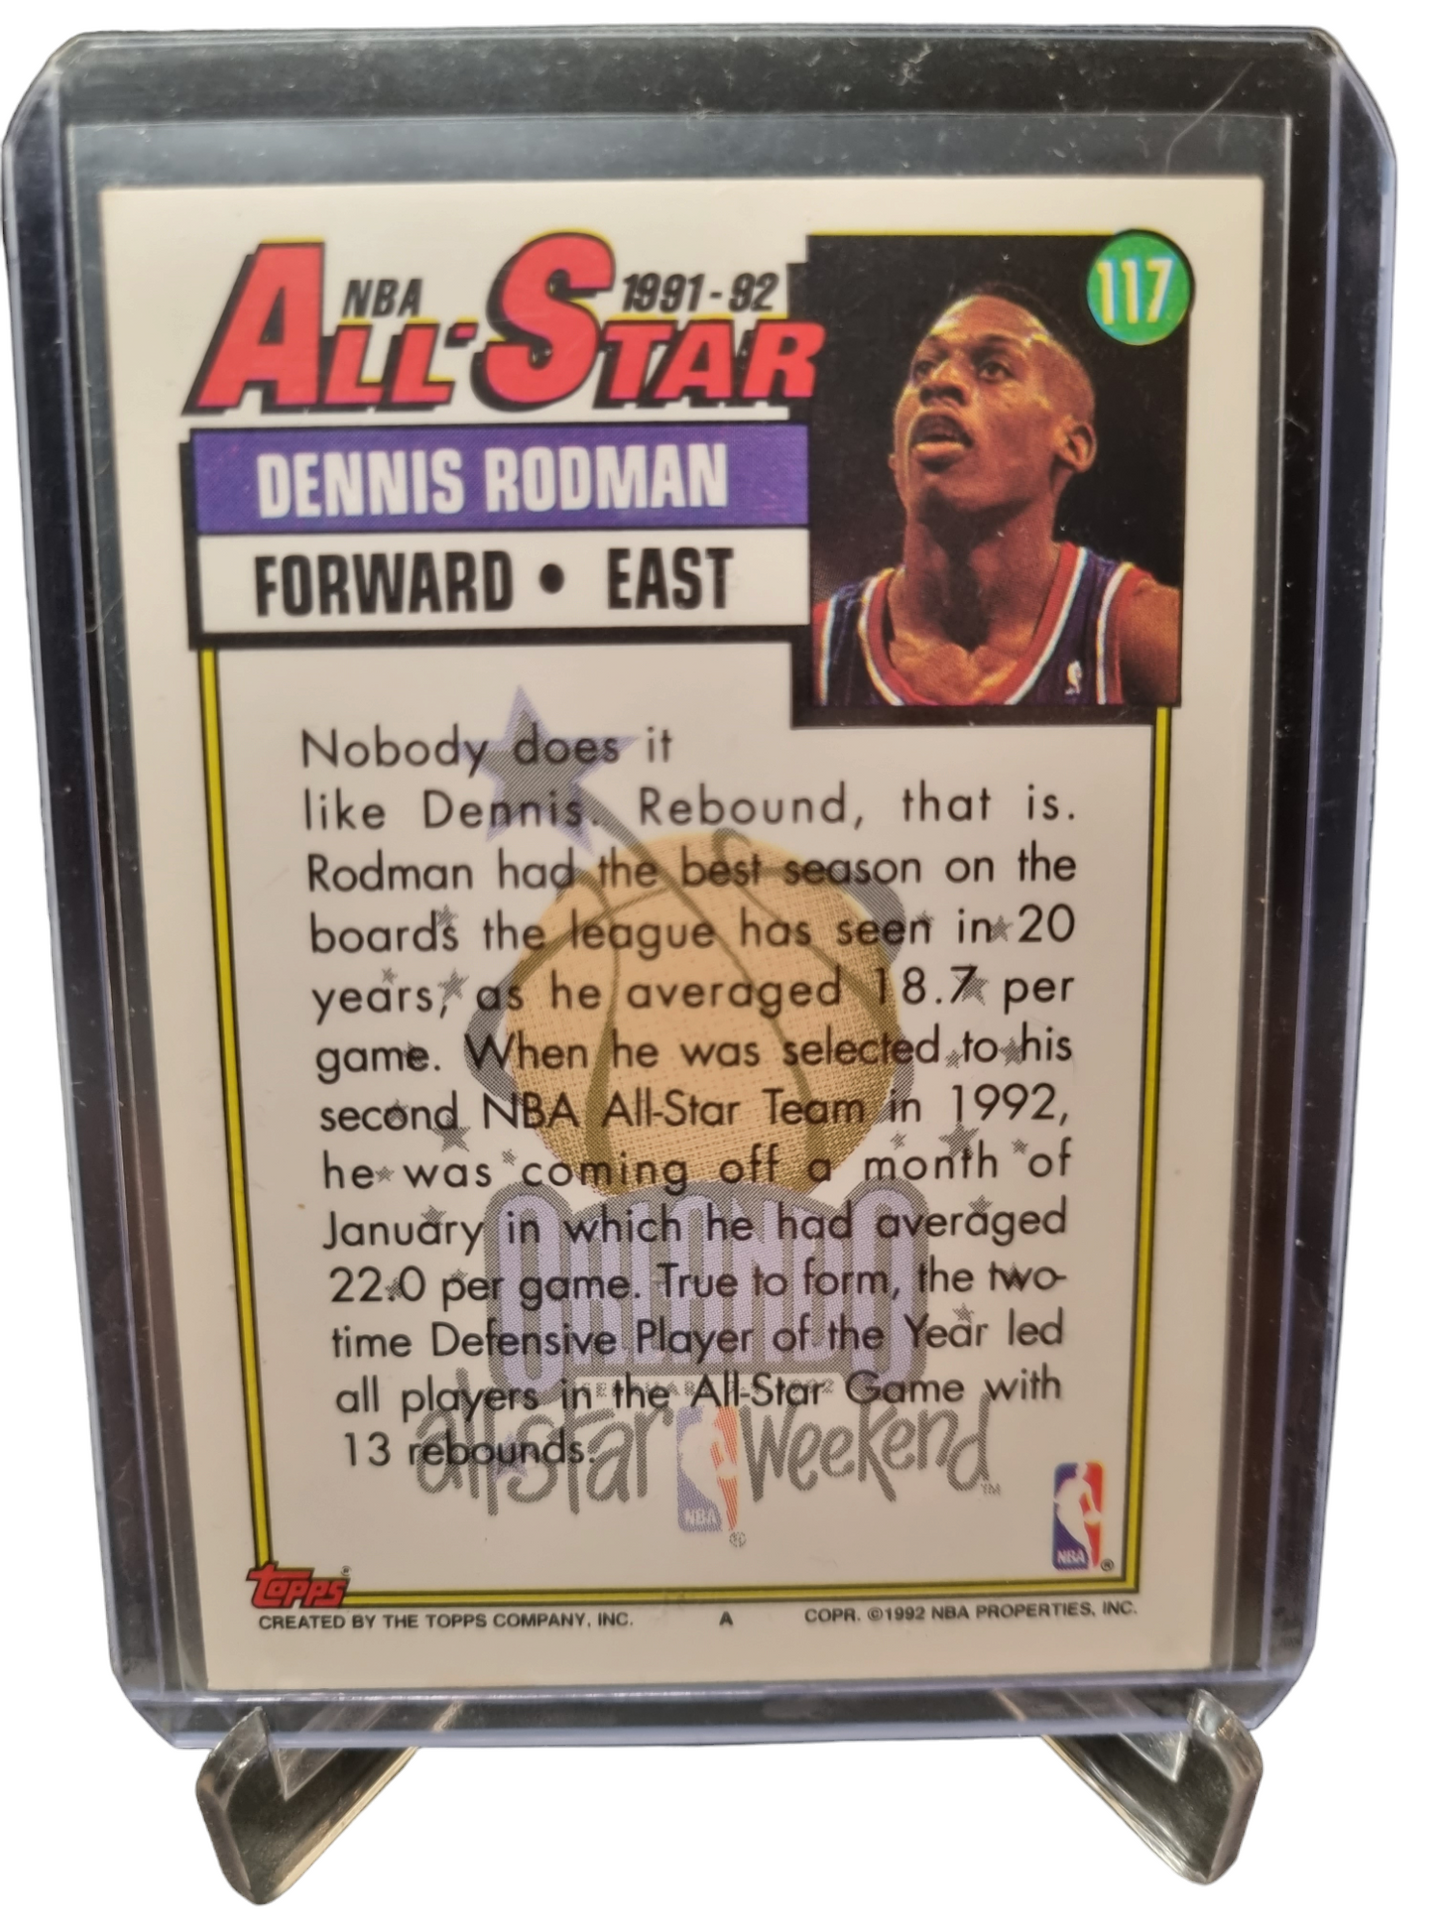 NBA 1991-92
ALL-STAR
117
DENNIS RODMAN
FORWARD • EAST
Nobody does it
like Dennis. Rebound, that is.
Rodman had the best season on the
boards the league has seen in 20
years, as he averaged 18.7 per
game. When he was selected to his
second NBA All-Star Team in 1992,
he was coming off a month of
January in which he had averaged
22.0 per game. True to form, the two-
time Defensive Player of the Year led
all players in the All-Star Game with
13 rebounds.
ORLANDO
all star weekend™
NBA®
NBA®
TOPPS®
CREATED BY THE TOPPS COMPANY, INC. A COPR. ©1992 NBA PROPERTIES, INC.